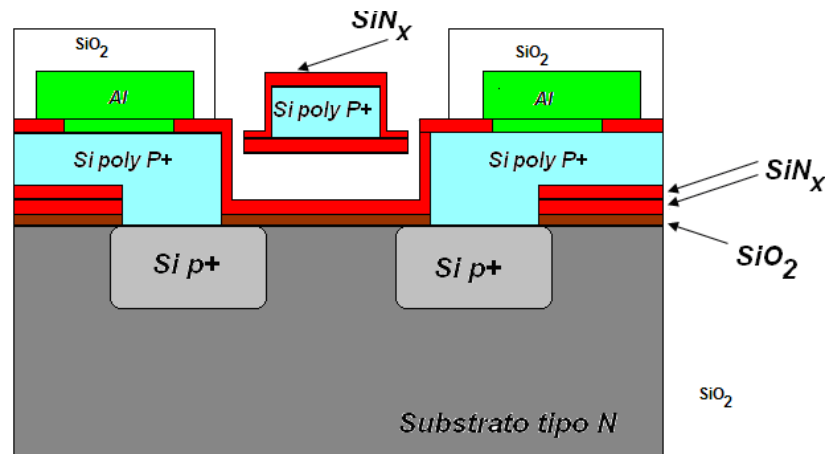 SiNX
SiO2
SiO2
Al
Al
Si poly P+
Si poly P+
Si poly P+
SiNX
SiO2
Si p+
Si p+
SiO2
Substrato tipo N